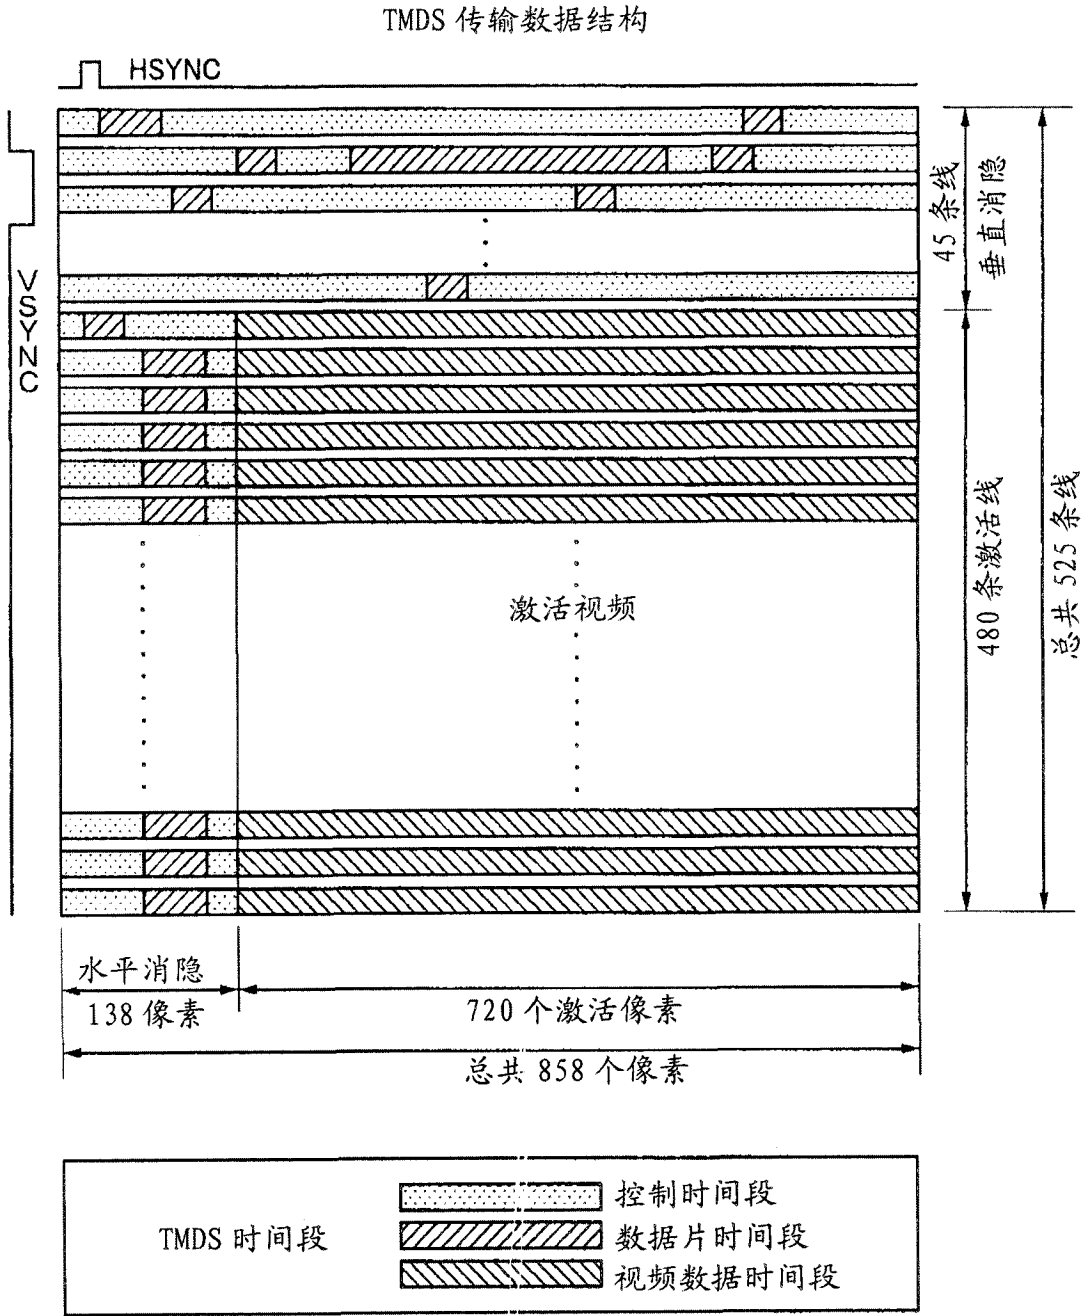 TMDS 传输数据结构
HSYNC
VSYNC
45 条线
垂直消隐
480 条激活线
总共 525 条线
激活视频
水平消隐
138 像素
720 个激活像素
总共 858 个像素
TMDS 时间段
控制时间段
数据片时间段
视频数据时间段